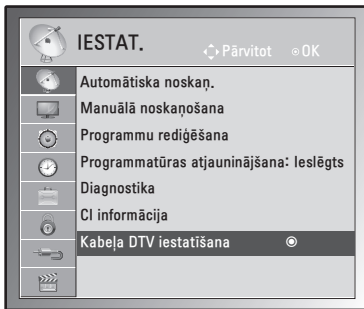 IESTAT.
Pārvitot
OK
Automātiska noskaņ.
Manuālā noskaņošana
Programmu rediģēšana
Programmatūras atjauninājšana: Ieslēgts
Diagnostika
CI informācija
Kabeļa DTV iestatīšana